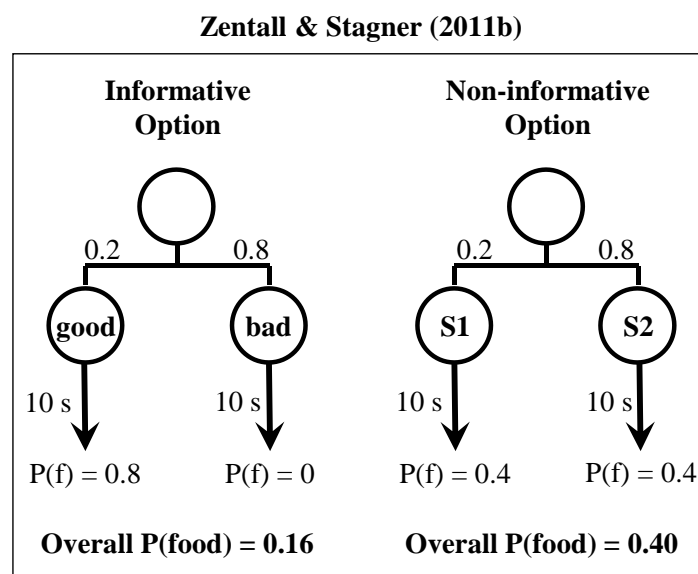 Zentall & Stagner (2011b)
Informative
Option
Non-informative
Option
0.2
0.8
0.2
0.8
good
bad
S1
S2
10 s
10 s
10 s
10 s
P(f) = 0.8
P(f) = 0
P(f) = 0.4
P(f) = 0.4
Overall P(food) = 0.16
Overall P(food) = 0.40